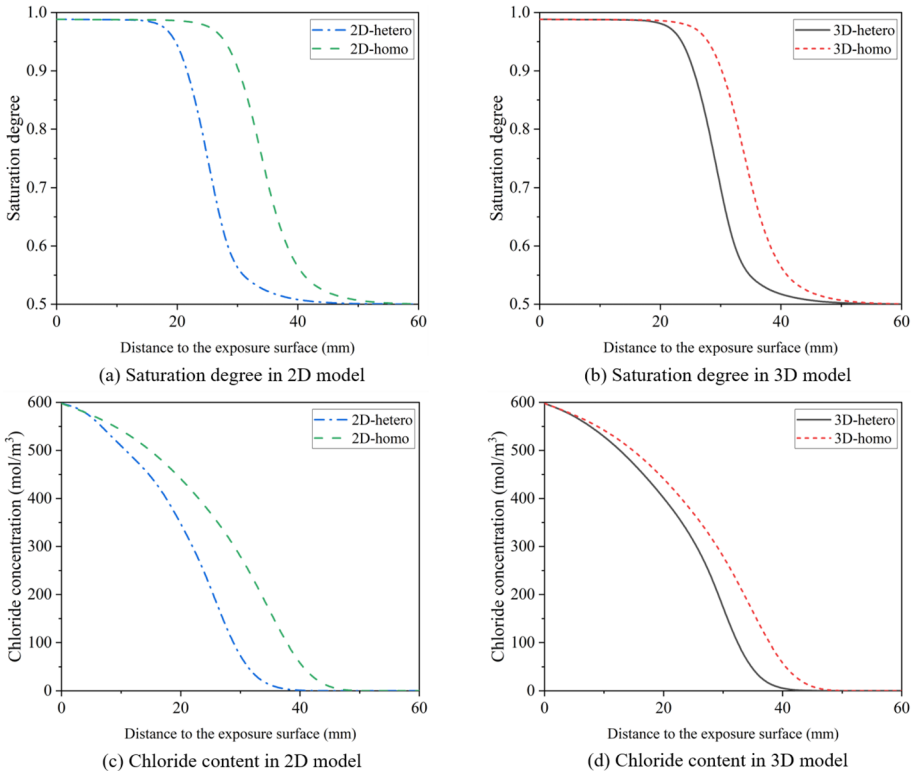 1.0
0.9
0.8
0.7
0.6
0.5
0
20
40
60
Saturation degree
Distance to the exposure surface (mm)
2D-hetero
2D-homo
(a) Saturation degree in 2D model
1.0
0.9
0.8
0.7
0.6
0.5
0
20
40
60
Saturation degree
Distance to the exposure surface (mm)
3D-hetero
3D-homo
(b) Saturation degree in 3D model
600
500
400
300
200
100
0
0
20
40
60
Chloride concentration (mol/m³)
Distance to the exposure surface (mm)
2D-hetero
2D-homo
(c) Chloride content in 2D model
600
500
400
300
200
100
0
0
20
40
60
Chloride concentration (mol/m³)
Distance to the exposure surface (mm)
3D-hetero
3D-homo
(d) Chloride content in 3D model